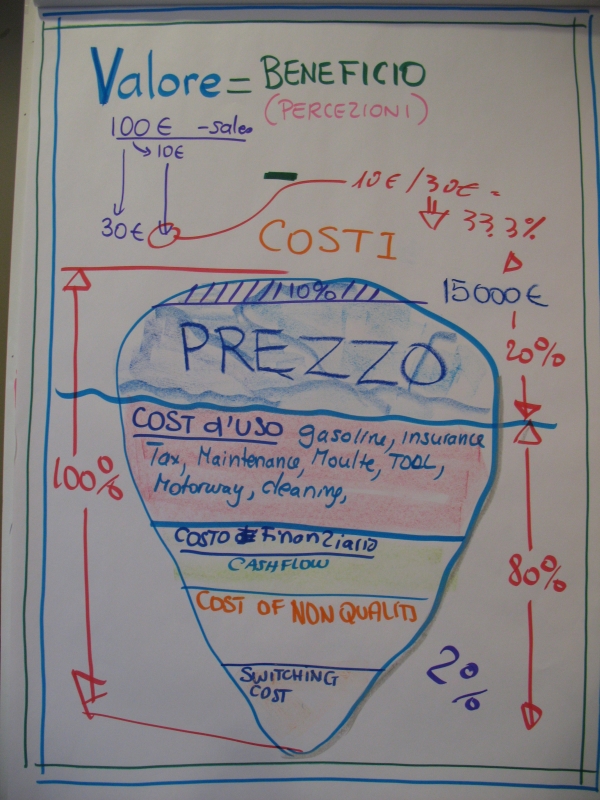 Valore = BENEFICIO
(PERCEZIONI)
100€ -sales
10€
30€
10€/30€ =
33.3%
COSTI
10%
15000€
PREZZO
20%
COST d'USO gasoline, insurance
Tax, Maintenance, Moulte, TOOL,
Motorway, cleaning,
100%
COSTO Finanziario
CASHFLOW
80%
COST OF NON QUALITY
SWITCHING
COST
2%